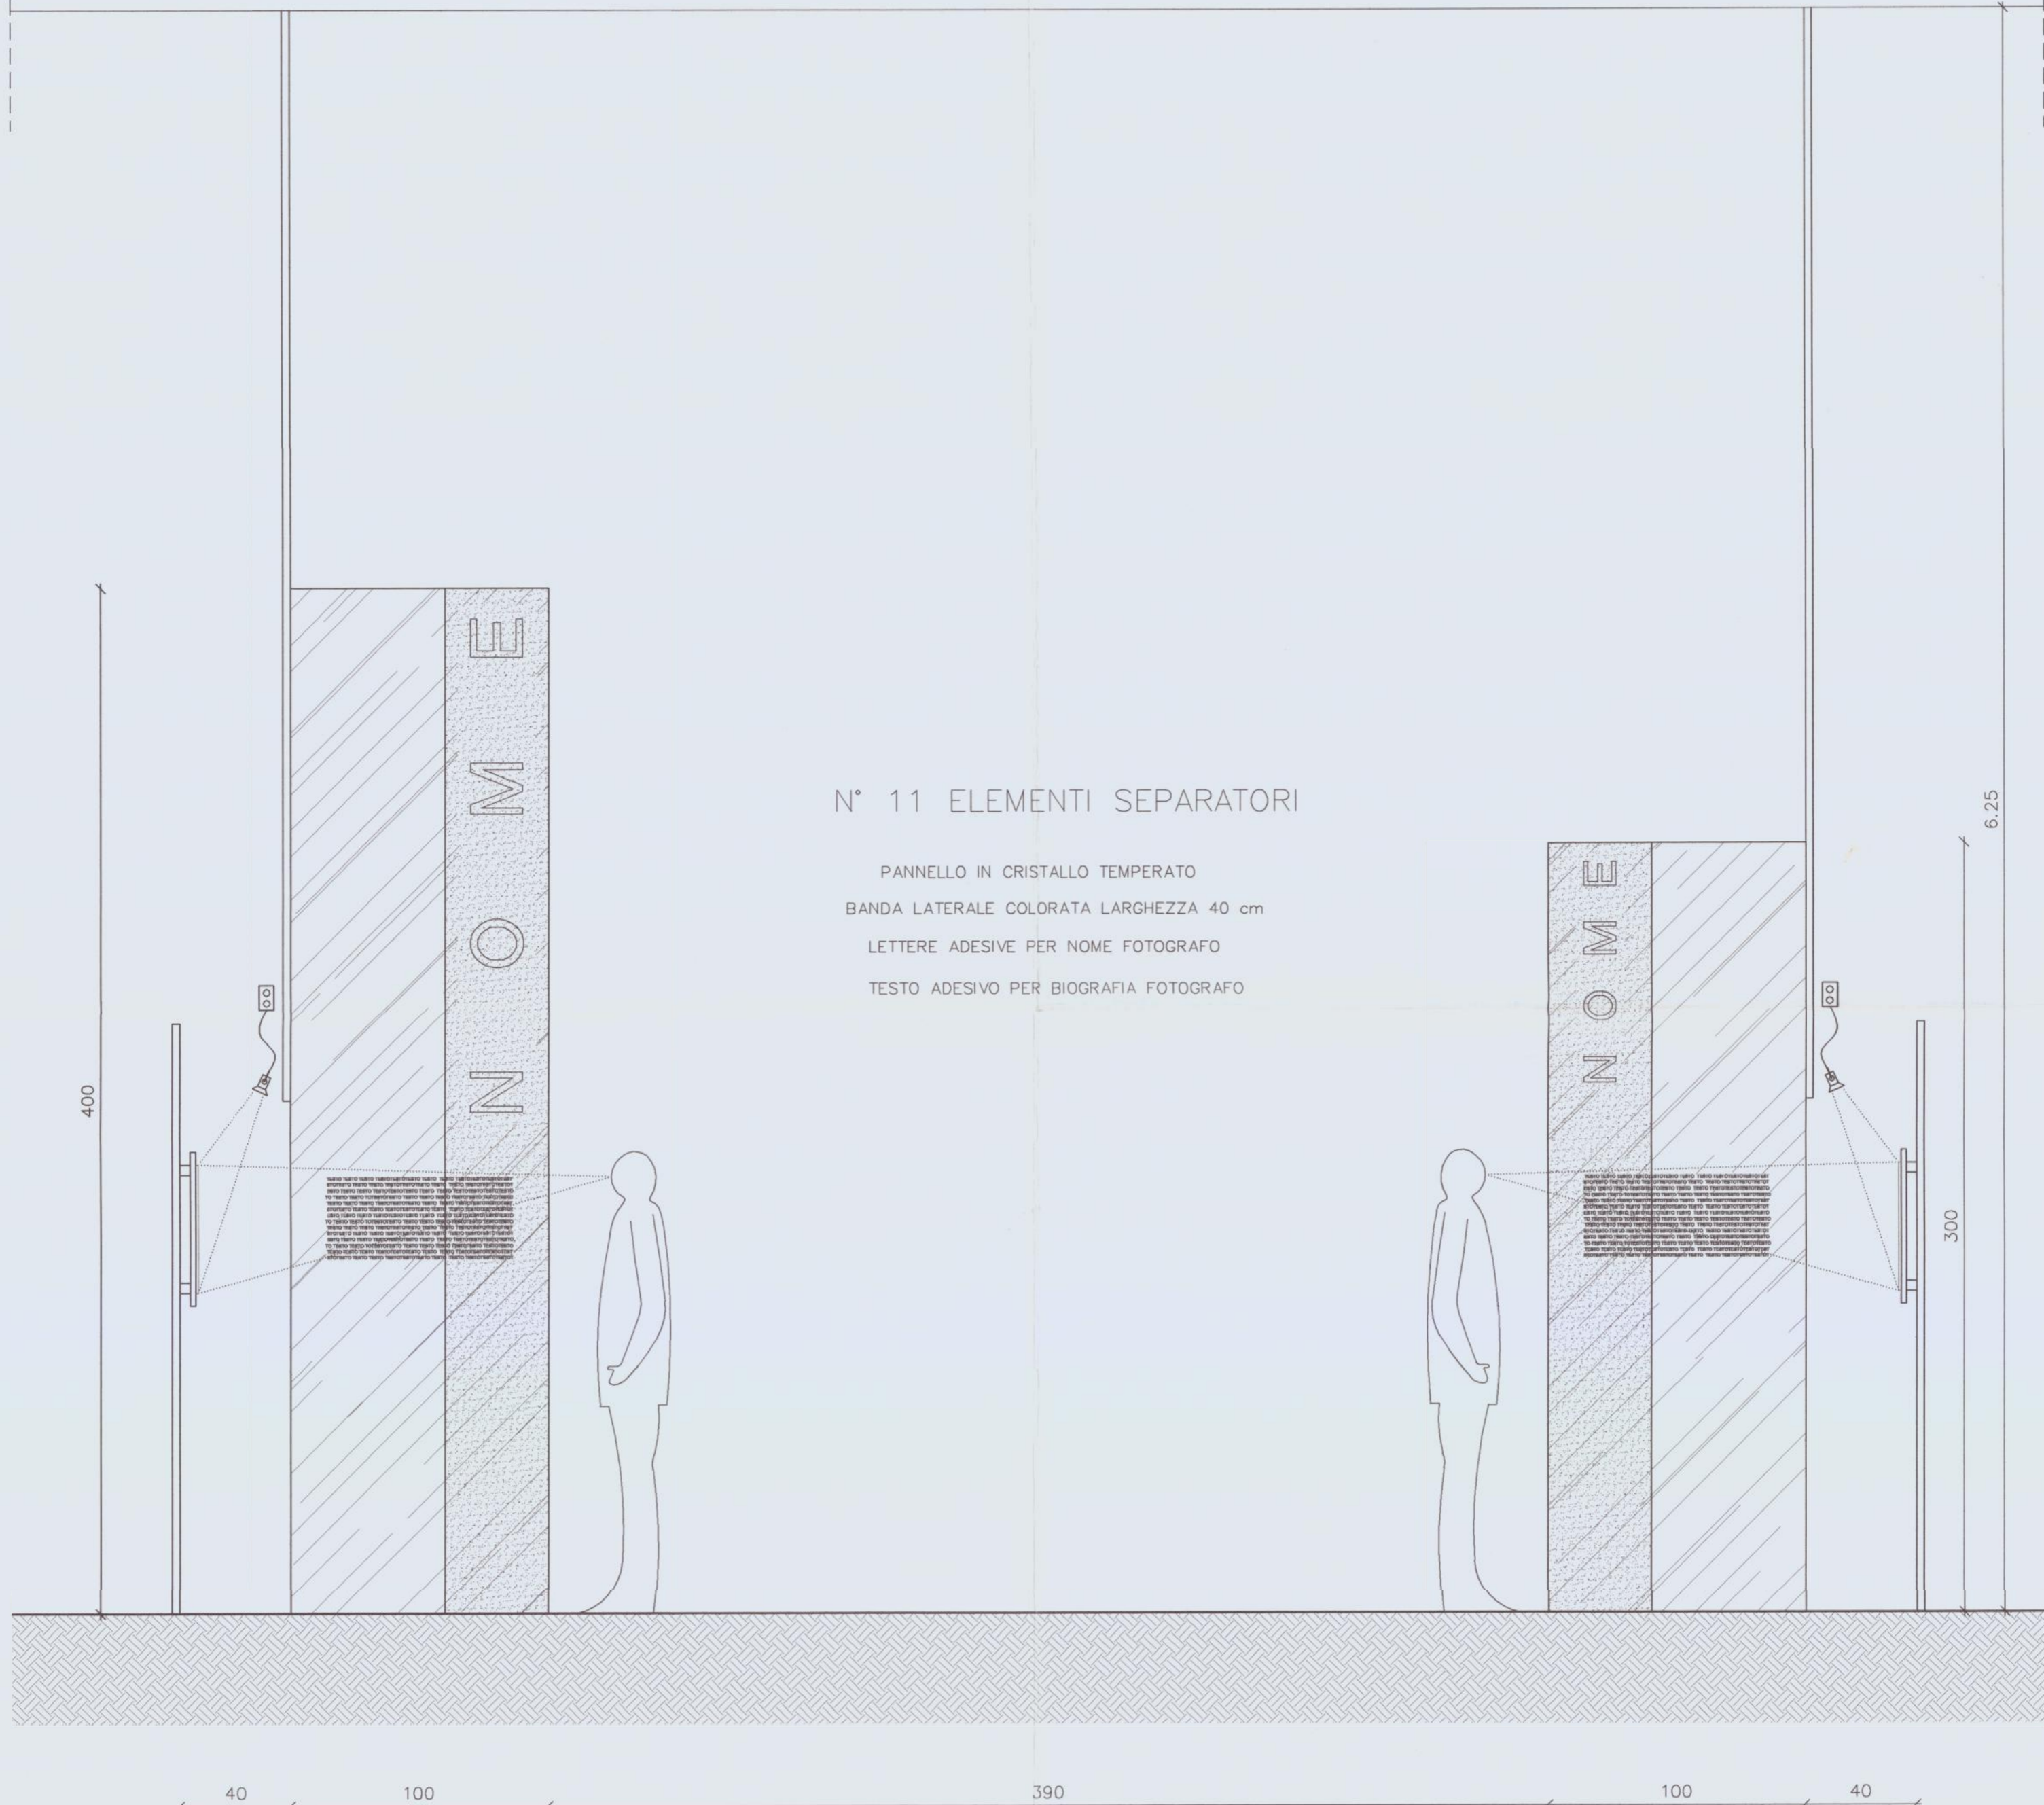 NOME
N° 11 ELEMENTI SEPARATORI
PANNELLO IN CRISTALLO TEMPERATO
BANDA LATERALE COLORATA LARGHEZZA 40 cm
LETTERE ADESIVE PER NOME FOTOGRAFO
TESTO ADESIVO PER BIOGRAFIA FOTOGRAFO
NOME
6.25
400
300
40 100 390 100 40